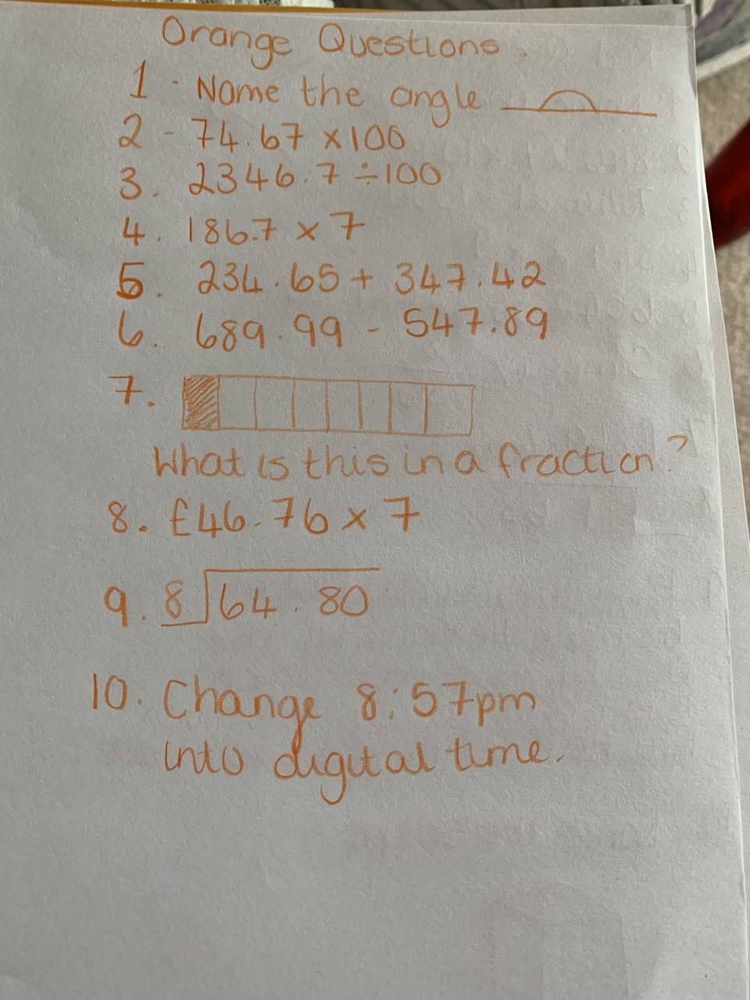 Orange Questions.
1 - Name the angle
2 - 74.67 x 100
3. 2346.7 ÷ 100
4. 186.7 x 7
5. 234.65 + 347.42
6. 689.99 - 547.89
7.
What is this in a fraction?
8. £46.76 x 7
9. 8 64.80
10. Change 8:57pm
into digital time.